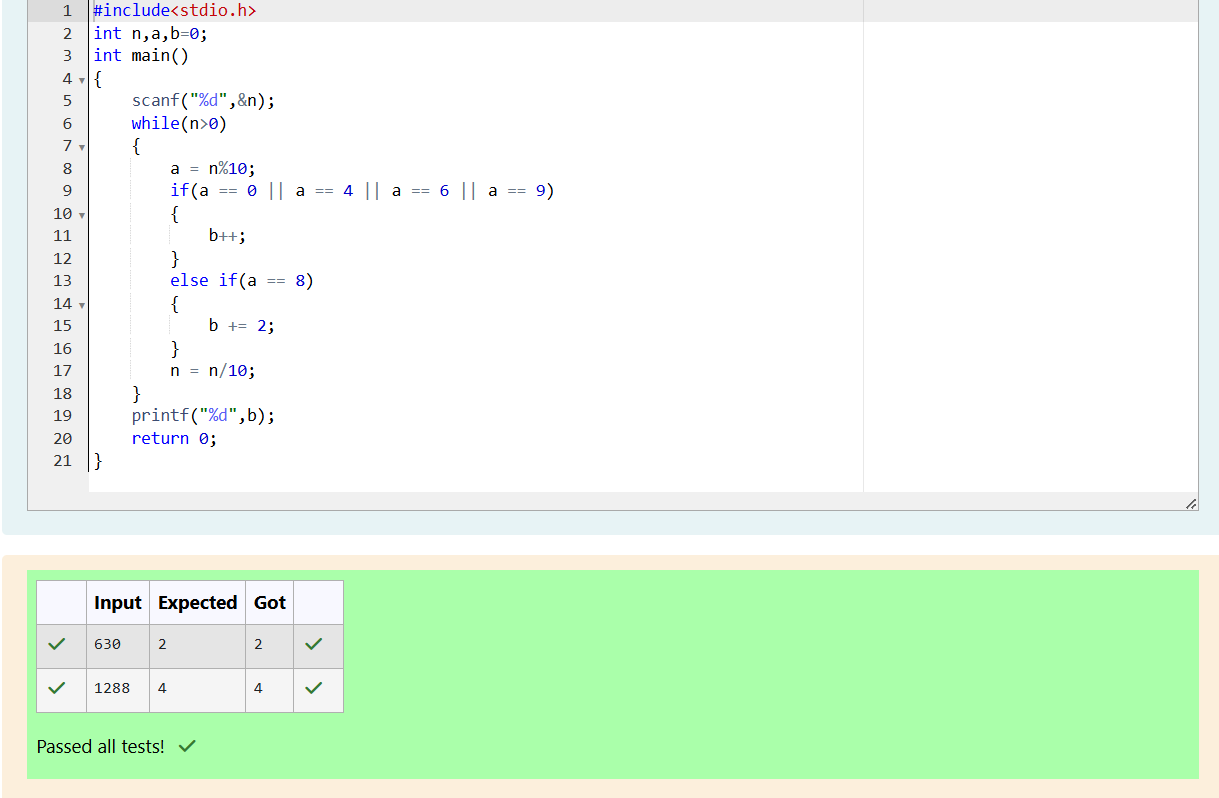 1 #include<stdio.h>
2 int n,a,b=0;
3 int main()
4 {
5 scanf("%d",&n);
6 while(n>0)
7 {
8 a = n%10;
9 if(a == 0 || a == 4 || a == 6 || a == 9)
10 {
11 b++;
12 }
13 else if(a == 8)
14 {
15 b += 2;
16 }
17 n = n/10;
18 }
19 printf("%d",b);
20 return 0;
21 }
Input Expected Got
630 2 2
1288 4 4
Passed all tests!